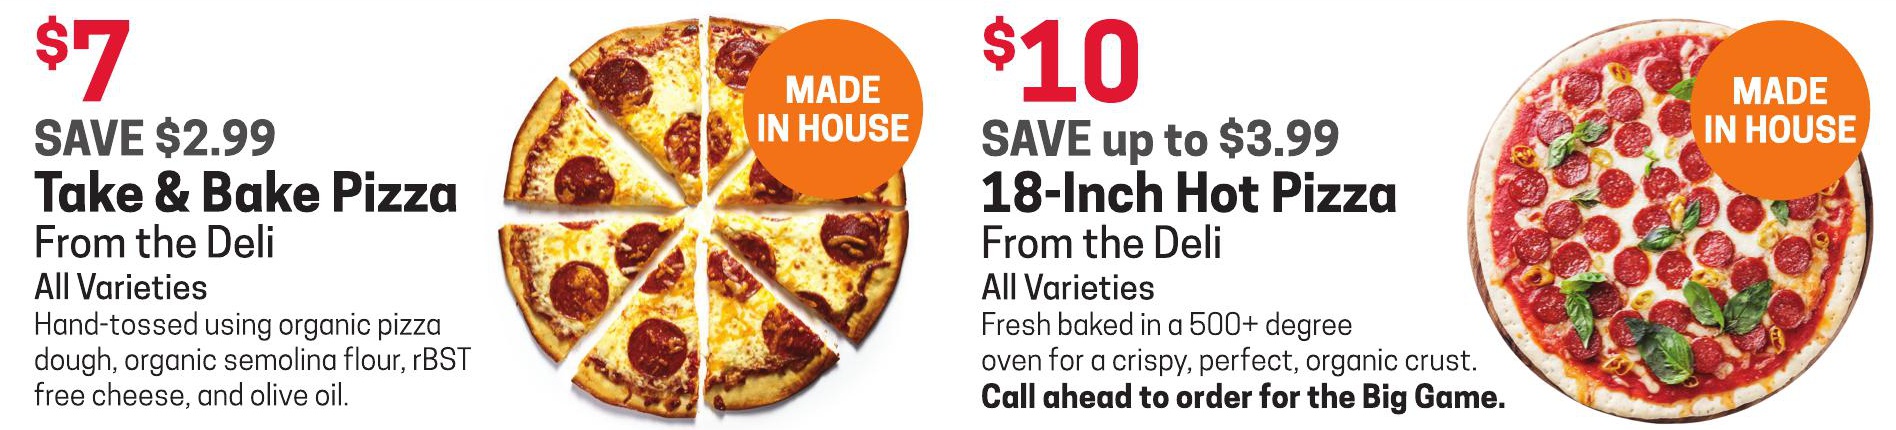 $7
SAVE $2.99
Take & Bake Pizza
From the Deli
All Varieties
Hand-tossed using organic pizza
dough, organic semolina flour, rBST
free cheese, and olive oil.
MADE
IN HOUSE
$10
SAVE up to $3.99
18-Inch Hot Pizza
From the Deli
All Varieties
Fresh baked in a 500+ degree
oven for a crispy, perfect, organic crust.
Call ahead to order for the Big Game.
MADE
IN HOUSE